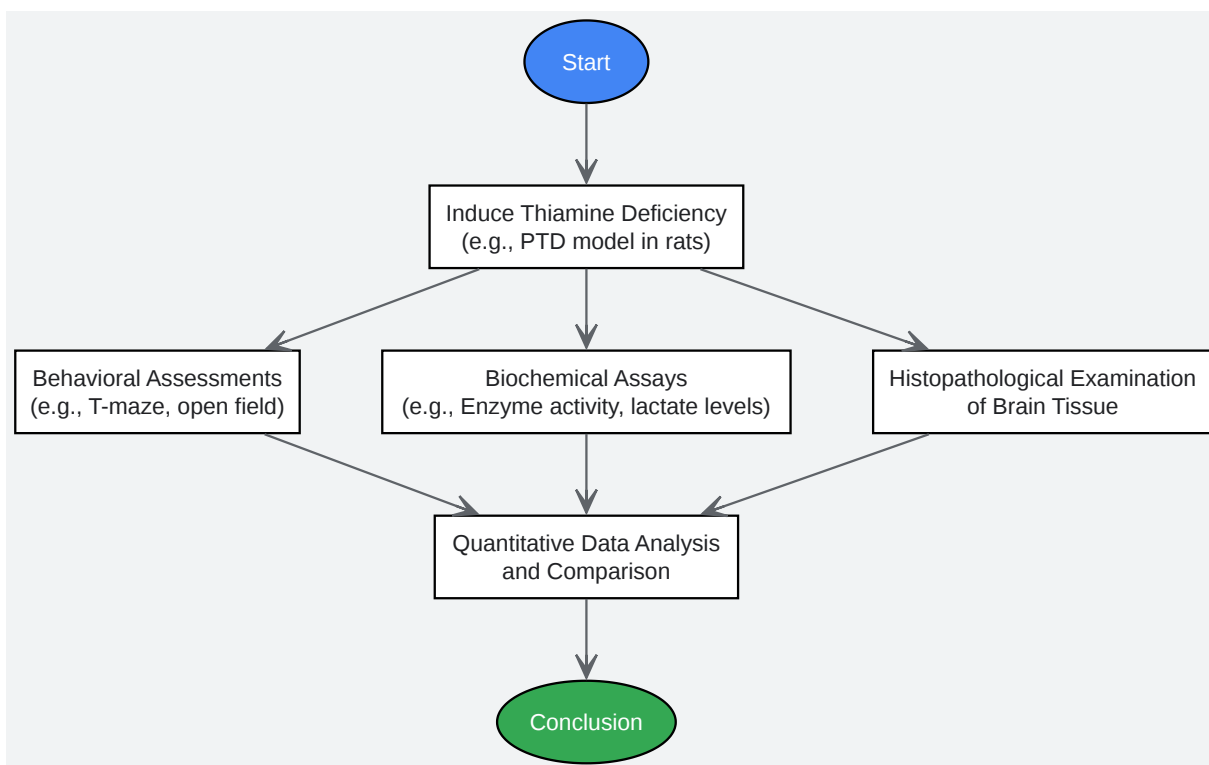 Start
Induce Thiamine Deficiency
(e.g., PTD model in rats)
Behavioral Assessments
(e.g., T-maze, open field)
Biochemical Assays
(e.g., Enzyme activity, lactate levels)
Histopathological Examination
of Brain Tissue
Quantitative Data Analysis
and Comparison
Conclusion